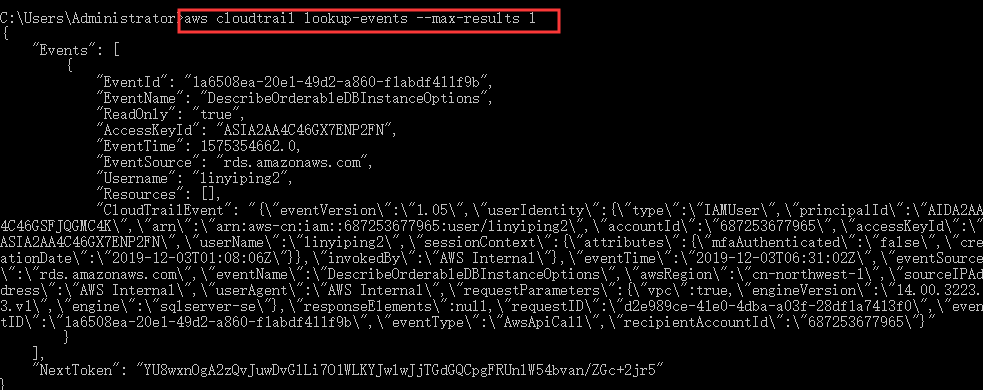 C:\Users\Administrator>aws cloudtrail lookup-events --max-results 1
{
    "Events": [
        {
            "EventId": "1a6508ea-20e1-49d2-a860-f1abdf411f9b",
            "EventName": "DescribeOrderableDBInstanceOptions",
            "ReadOnly": "true",
            "AccessKeyId": "ASIA2AA4C46GX7ENP2FN",
            "EventTime": 1575354662.0,
            "EventSource": "rds.amazonaws.com",
            "Username": "linyiping2",
            "Resources": [],
            "CloudTrailEvent": "{\"eventVersion\":\"1.05\",\"userIdentity\":{\"type\":\"IAMUser\",\"principalId\":\"AIDA2AA
4C46GSFJQGMC4K\",\"arn\":\"arn:aws-cn:iam::687253677965:user/linyiping2\",\"accountId\":\"687253677965\",\"accessKeyId\":\"
ASIA2AA4C46GX7ENP2FN\",\"userName\":\"linyiping2\",\"sessionContext\":{\"attributes\":{\"mfaAuthenticated\":\"false\",\"cre
ationDate\":\"2019-12-03T01:08:06Z\"}},\"invokedBy\":\"AWS Internal\"},\"eventTime\":\"2019-12-03T06:31:02Z\",\"eventSource
\":\"rds.amazonaws.com\",\"eventName\":\"DescribeOrderableDBInstanceOptions\",\"awsRegion\":\"cn-northwest-1\",\"sourceIPAd
dress\":\"AWS Internal\",\"userAgent\":\"AWS Internal\",\"requestParameters\":{\"vpc\":true,\"engineVersion\":\"14.00.3223.
3.v1\",\"engine\":\"sqlserver-se\"},\"responseElements\":null,\"requestID\":\"d2e989ce-41e0-4dba-a03f-28df1a7413f0\",\"even
tID\":\"1a6508ea-20e1-49d2-a860-f1abdf411f9b\",\"eventType\":\"AwsApiCall\",\"recipientAccountId\":\"687253677965\"}"
        }
    ],
    "NextToken": "YU8wxnOgA2zQvJuwDvG1Li7O1WLKYJw1wJjTGdGQCpgFRUn1W54bvan/ZGc+2jr5"
}